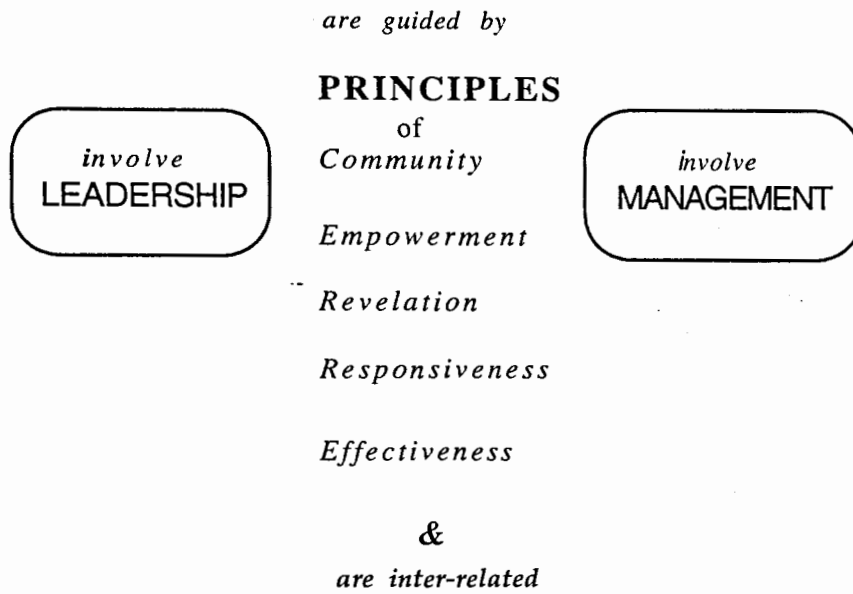 are guided by
PRINCIPLES
of
Community
Empowerment
Revelation
Responsiveness
Effectiveness
&
are inter-related
involve
LEADERSHIP
involve
MANAGEMENT